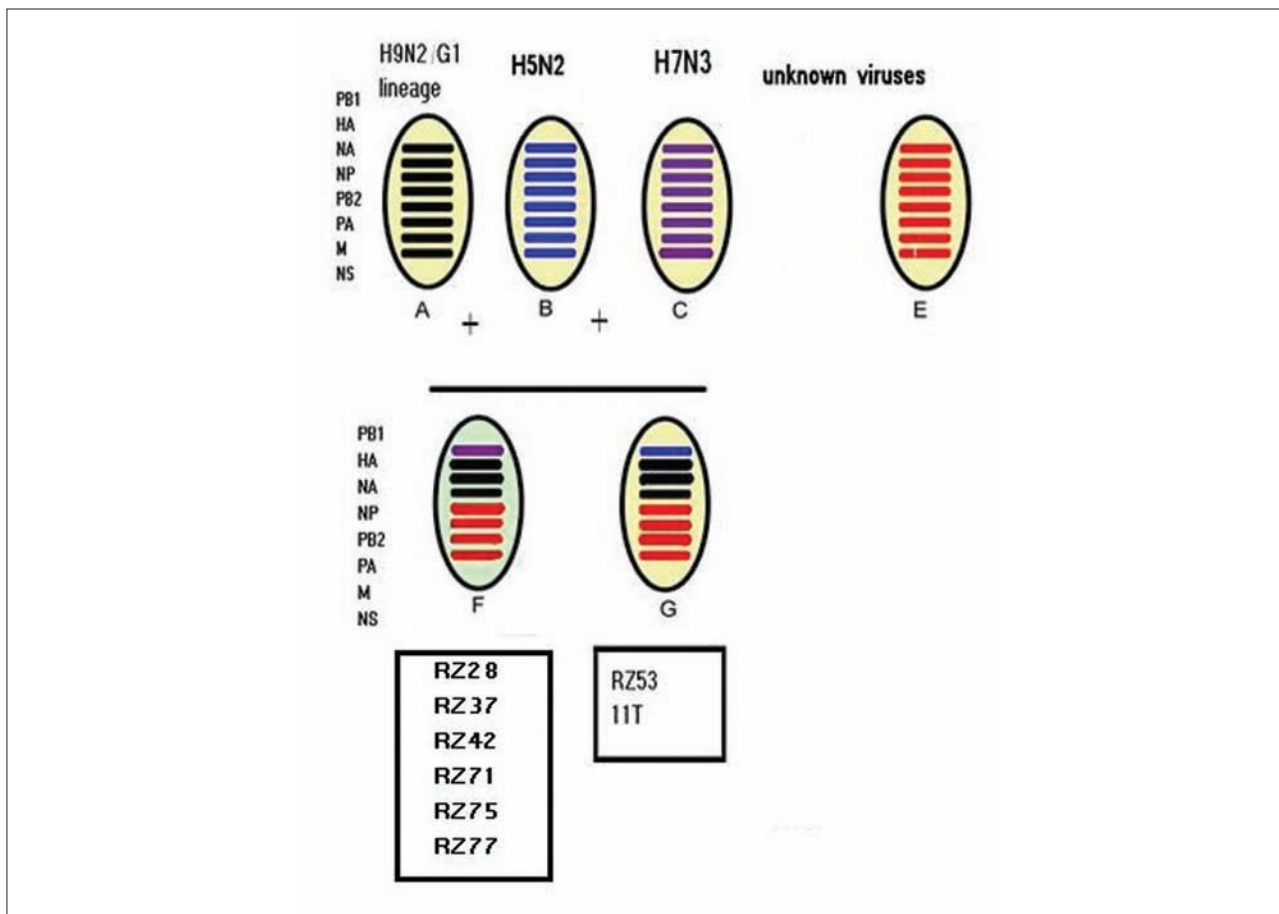 H9N2/G1
lineage
H5N2
H7N3
unknown viruses
PB1
HA
NA
NP
PB2
PA
M
NS
A
+
B
+
C
E
PB1
HA
NA
NP
PB2
PA
M
NS
F
G
RZ28
RZ37
RZ42
RZ71
RZ75
RZ77
RZ53
11T